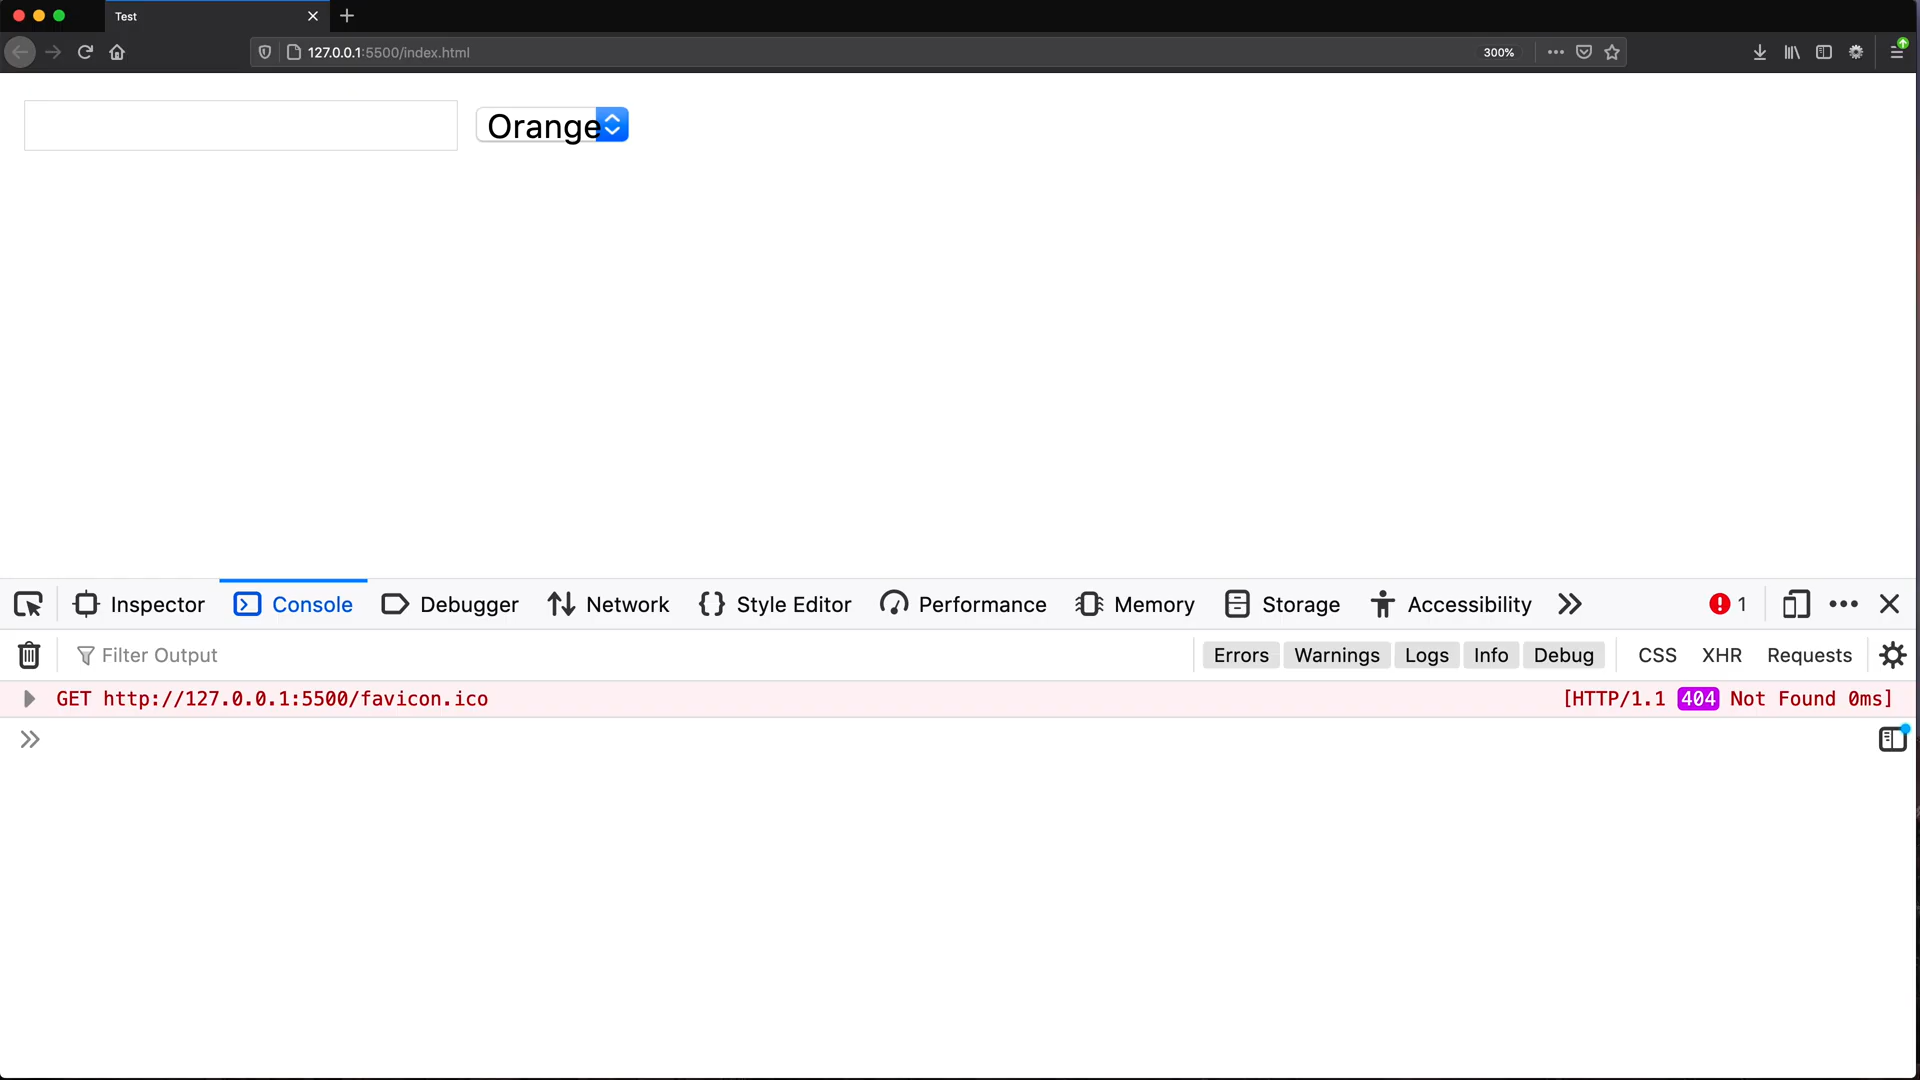 Test
127.0.0.1:5500/index.html 300%
Orange
Inspector Console Debugger Network Style Editor Performance Memory Storage Accessibility 1
Filter Output Errors Warnings Logs Info Debug CSS XHR Requests
GET http://127.0.0.1:5500/favicon.ico [HTTP/1.1 404 Not Found 0ms]